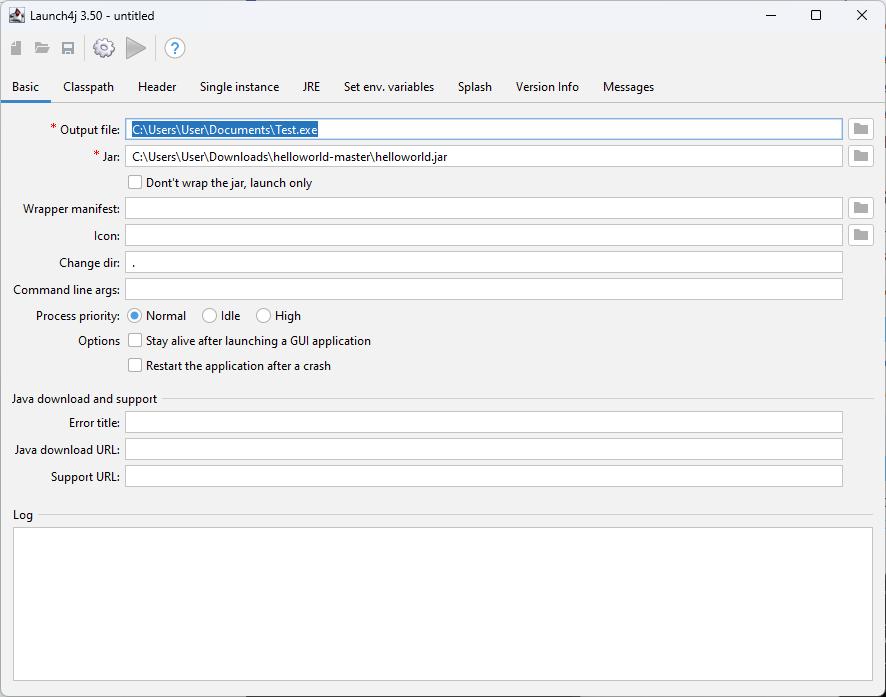 Launch4j 3.50 - untitled
?
Basic Classpath Header Single instance JRE Set env. variables Splash Version Info Messages
* Output file: C:\Users\User\Documents\Test.exe
* Jar: C:\Users\User\Downloads\helloworld-master\helloworld.jar
Dont't wrap the jar, launch only
Wrapper manifest:
Icon:
Change dir: .
Command line args:
Process priority: Normal Idle High
Options Stay alive after launching a GUI application
Restart the application after a crash
Java download and support
Error title:
Java download URL:
Support URL:
Log